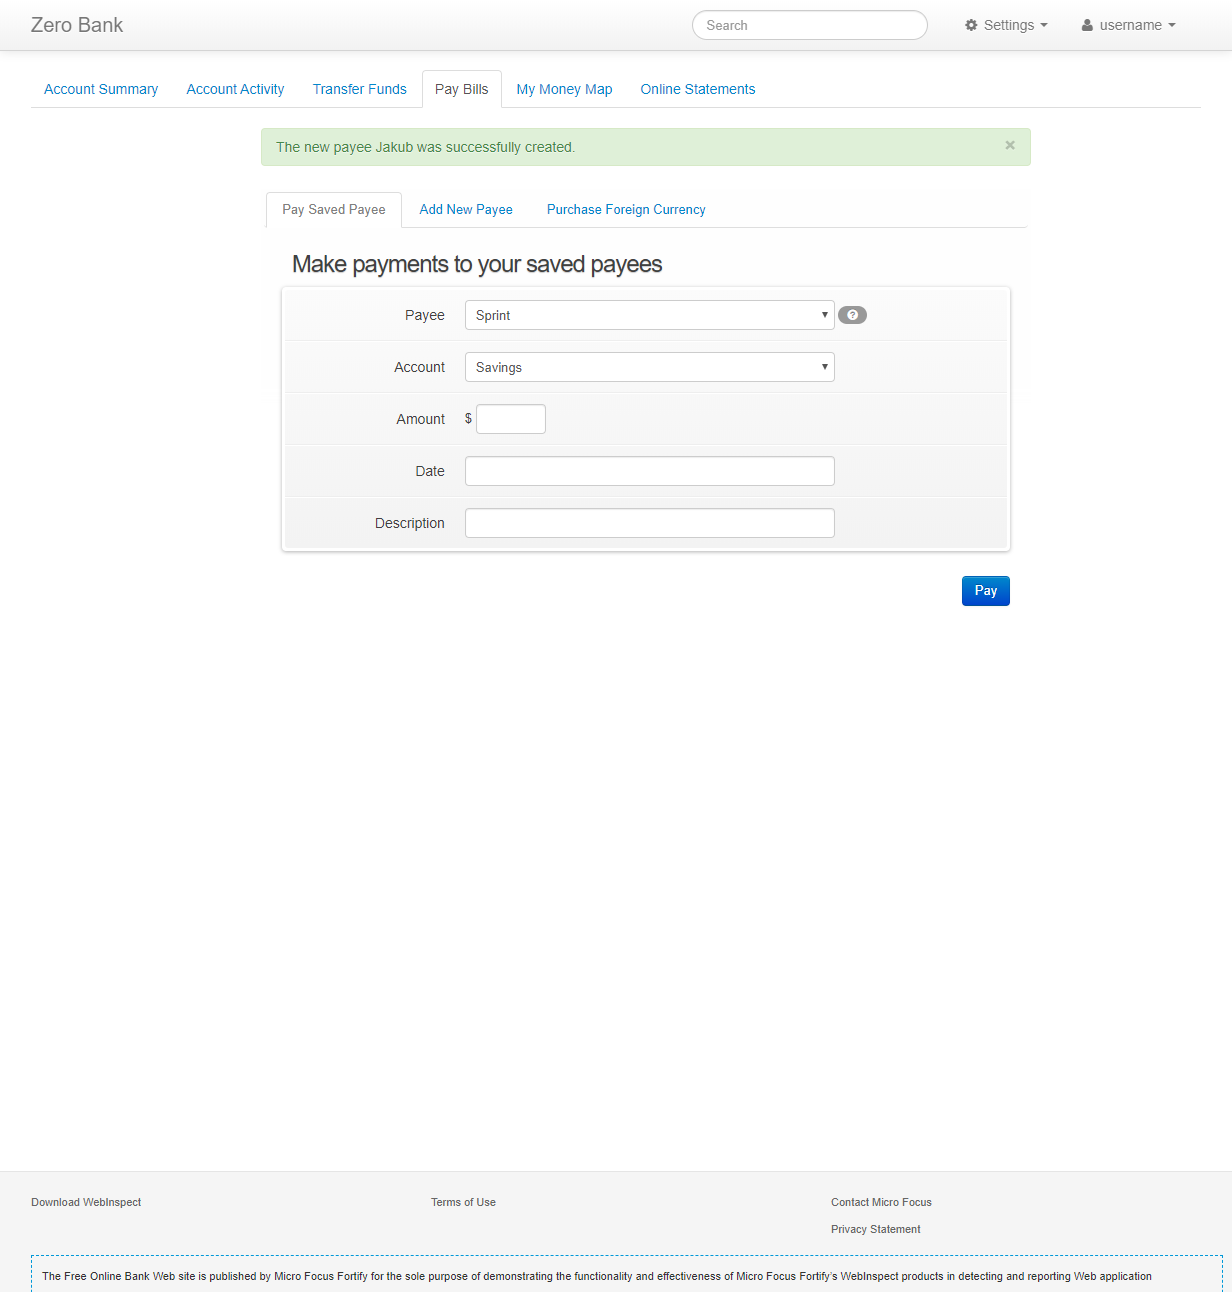 Zero Bank
Search
Settings
username
Account Summary
Account Activity
Transfer Funds
Pay Bills
My Money Map
Online Statements
The new payee Jakub was successfully created.
×
Pay Saved Payee
Add New Payee
Purchase Foreign Currency
Make payments to your saved payees
Payee
Sprint
?
Account
Savings
Amount
$
Date
Description
Pay
Download WebInspect
Terms of Use
Contact Micro Focus
Privacy Statement
The Free Online Bank Web site is published by Micro Focus Fortify for the sole purpose of demonstrating the functionality and effectiveness of Micro Focus Fortify's WebInspect products in detecting and reporting Web application